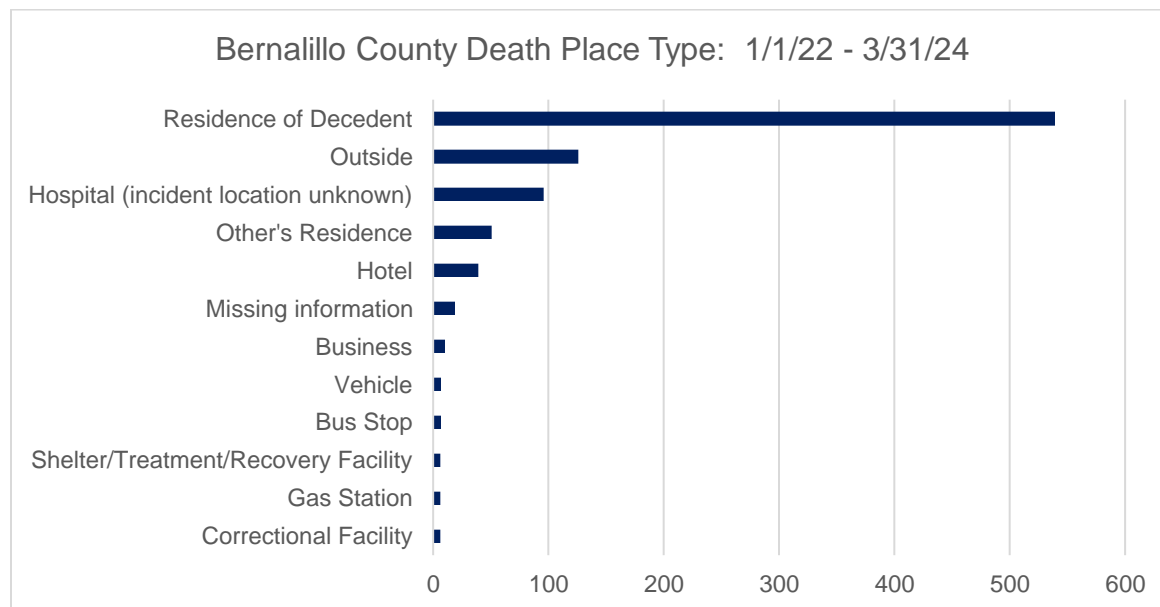 Bernalillo County Death Place Type:  1/1/22 - 3/31/24
Residence of Decedent
Outside
Hospital (incident location unknown)
Other's Residence
Hotel
Missing information
Business
Vehicle
Bus Stop
Shelter/Treatment/Recovery Facility
Gas Station
Correctional Facility
0 100 200 300 400 500 600